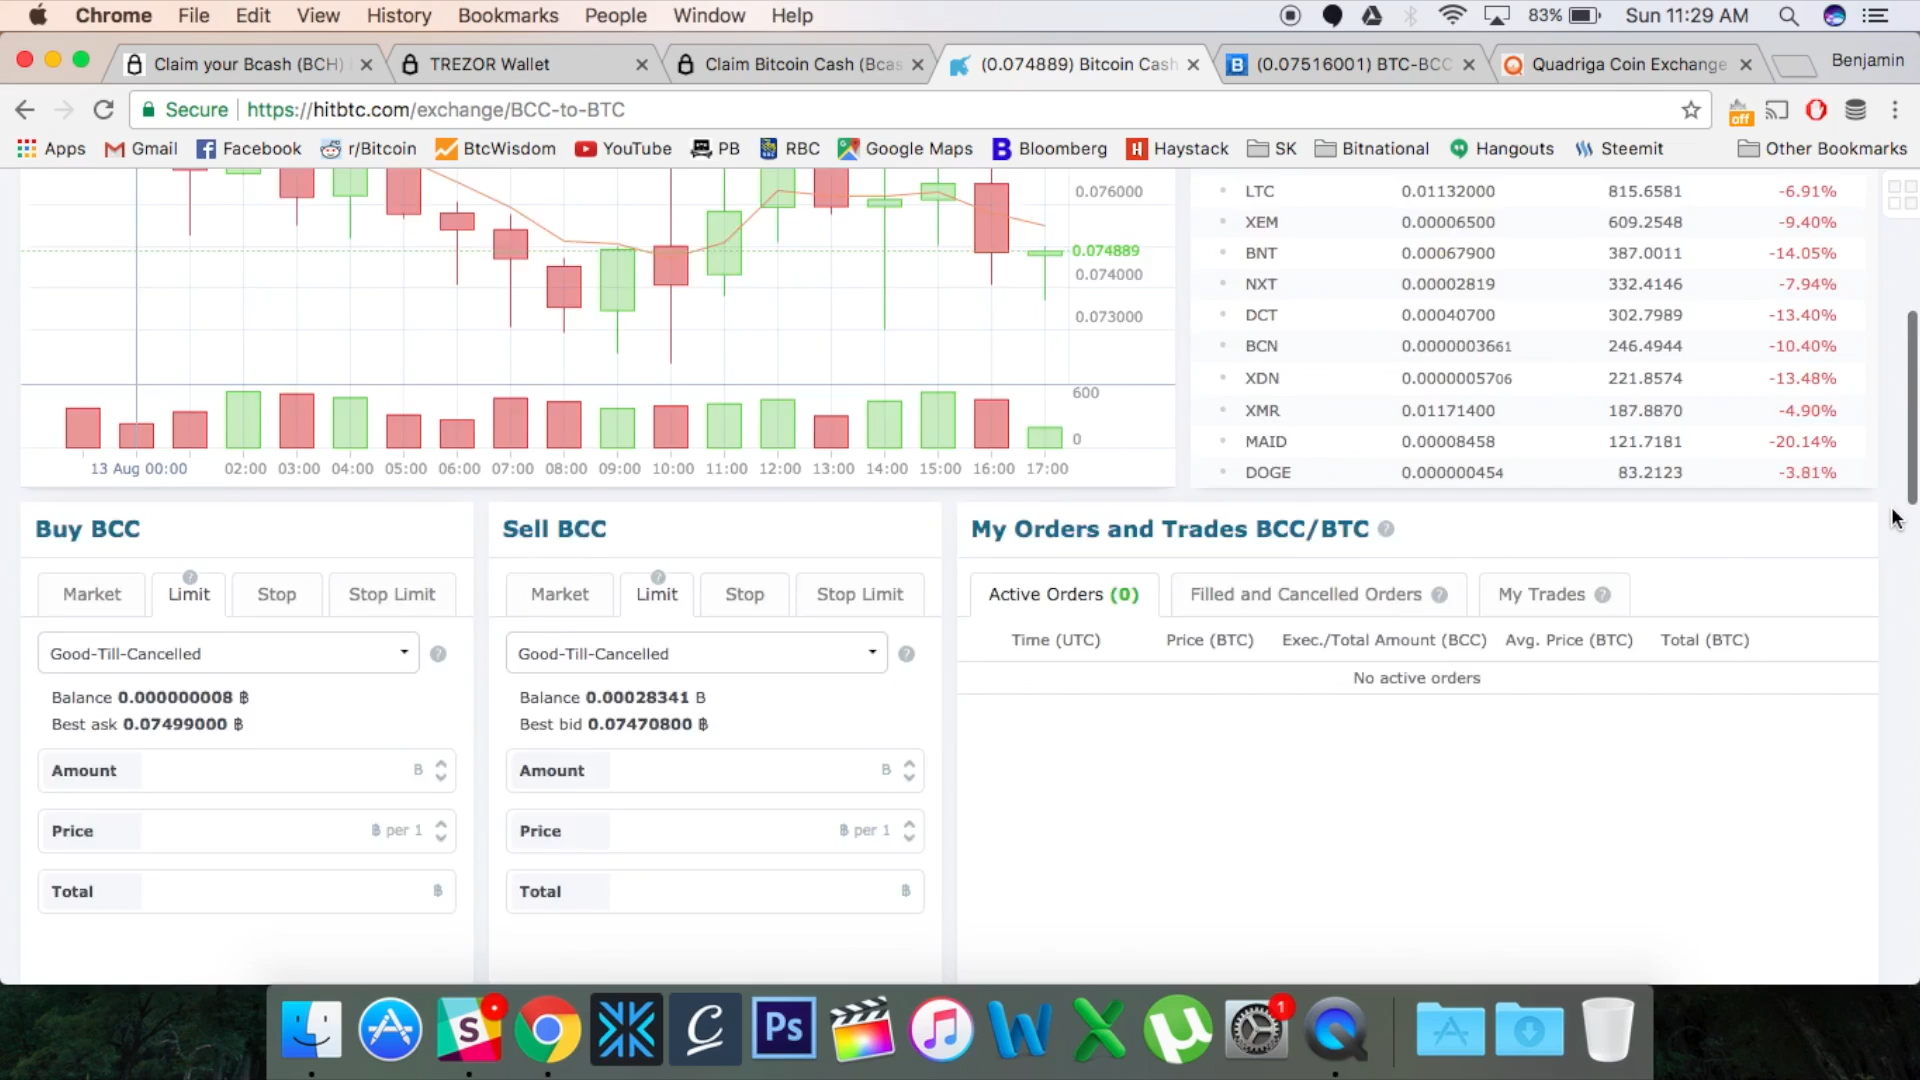 Chrome File Edit View History Bookmarks People Window Help 83% Sun 11:29 AM
Claim your Bcash (BCH) TREZOR Wallet Claim Bitcoin Cash (Bcas (0.074889) Bitcoin Cash (0.07516001) BTC-BCC Quadriga Coin Exchange Benjamin
Secure https://hitbtc.com/exchange/BCC-to-BTC off
Apps Gmail Facebook r/Bitcoin BtcWisdom YouTube PB RBC Google Maps Bloomberg Haystack SK Bitnational Hangouts Steemit Other Bookmarks
0.076000
0.074889
0.074000
0.073000
600
0
13 Aug 00:00 02:00 03:00 04:00 05:00 06:00 07:00 08:00 09:00 10:00 11:00 12:00 13:00 14:00 15:00 16:00 17:00
LTC 0.01132000 815.6581 -6.91%
XEM 0.00006500 609.2548 -9.40%
BNT 0.00067900 387.0011 -14.05%
NXT 0.00002819 332.4146 -7.94%
DCT 0.00040700 302.7989 -13.40%
BCN 0.0000003661 246.4944 -10.40%
XDN 0.0000005706 221.8574 -13.48%
XMR 0.01171400 187.8870 -4.90%
MAID 0.00008458 121.7181 -20.14%
DOGE 0.000000454 83.2123 -3.81%
Buy BCC
Market Limit Stop Stop Limit
Good-Till-Cancelled
Balance 0.000000008 ฿
Best ask 0.07499000 ฿
Amount B
Price ฿ per 1
Total ฿
Sell BCC
Market Limit Stop Stop Limit
Good-Till-Cancelled
Balance 0.00028341 B
Best bid 0.07470800 ฿
Amount B
Price ฿ per 1
Total ฿
My Orders and Trades BCC/BTC
Active Orders (0) Filled and Cancelled Orders My Trades
Time (UTC) Price (BTC) Exec./Total Amount (BCC) Avg. Price (BTC) Total (BTC)
No active orders
S Ps 1